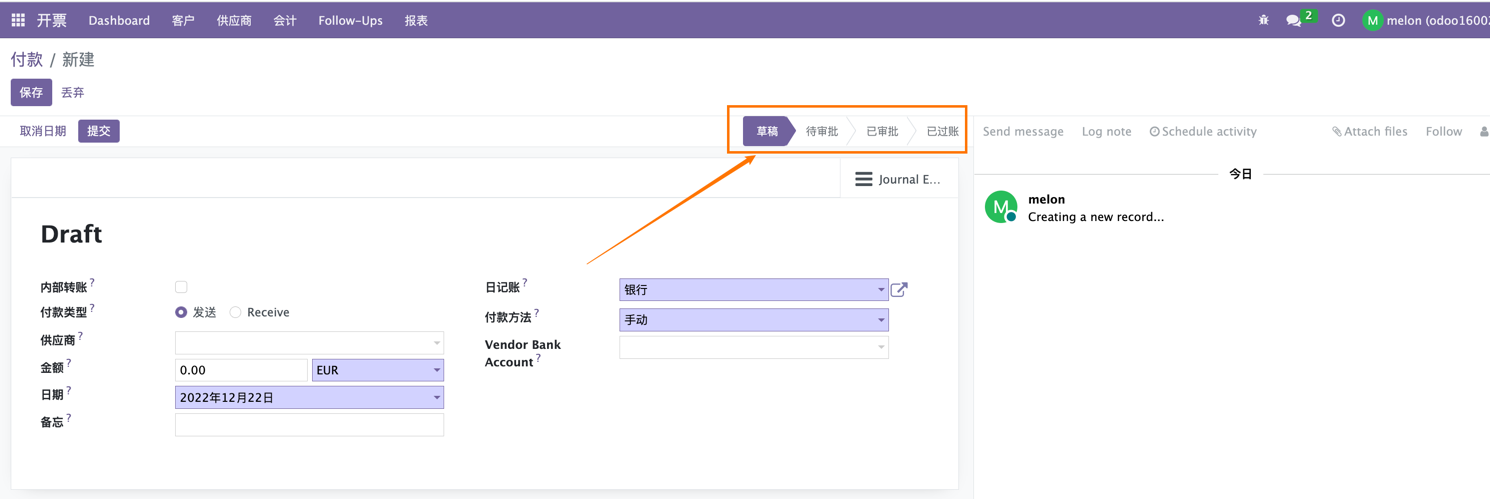 开票 Dashboard 客户 供应商 会计 Follow-Ups 报表 2 M melon (odoo1600
付款 / 新建
保存 丢弃
取消日期 提交 草稿 待审批 已审批 已过账 Send message Log note Schedule activity Attach files Follow
Journal E...
今日
M melon
Creating a new record...
Draft
内部转账? 日记账? 银行
付款类型? 发送 Receive 付款方法? 手动
供应商? Vendor Bank
Account?
金额? 0.00 EUR
日期? 2022年12月22日
备忘?